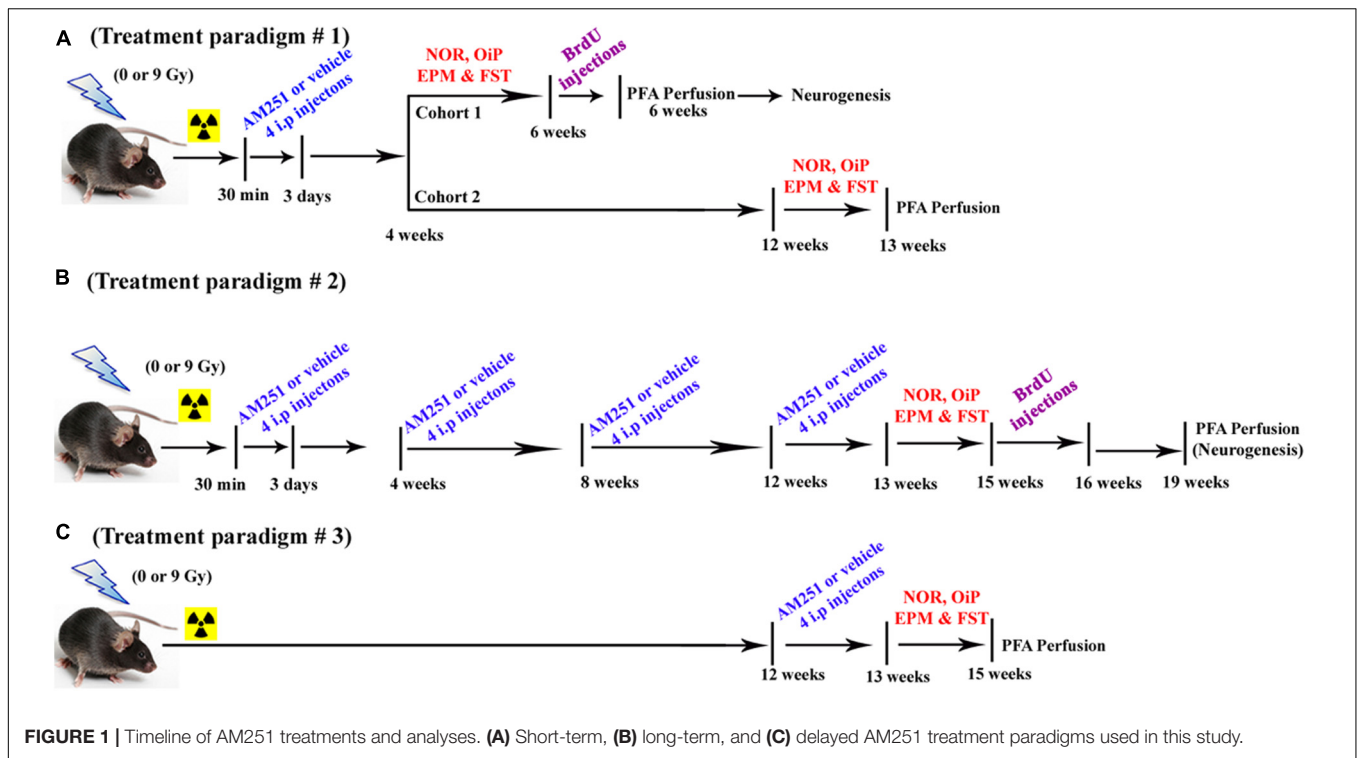 A (Treatment paradigm # 1)
(0 or 9 Gy)
AM251 or vehicle
4 i.p injectons
30 min
3 days
4 weeks
NOR, OiP
EPM & FST
Cohort 1
6 weeks
BrdU
injections
PFA Perfusion
6 weeks
Neurogenesis
Cohort 2
12 weeks
NOR, OiP
EPM & FST
13 weeks
PFA Perfusion
B (Treatment paradigm # 2)
(0 or 9 Gy)
30 min
AM251 or vehicle
4 i.p injectons
3 days
4 weeks
AM251 or vehicle
4 i.p injectons
8 weeks
AM251 or vehicle
4 i.p injectons
12 weeks
AM251 or vehicle
4 i.p injectons
13 weeks
NOR, OiP
EPM & FST
15 weeks
BrdU
injections
16 weeks
19 weeks
PFA Perfusion
(Neurogenesis)
C (Treatment paradigm # 3)
(0 or 9 Gy)
12 weeks
AM251 or vehicle
4 i.p injectons
13 weeks
NOR, OiP
EPM & FST
15 weeks
PFA Perfusion
FIGURE 1 | Timeline of AM251 treatments and analyses. (A) Short-term, (B) long-term, and (C) delayed AM251 treatment paradigms used in this study.